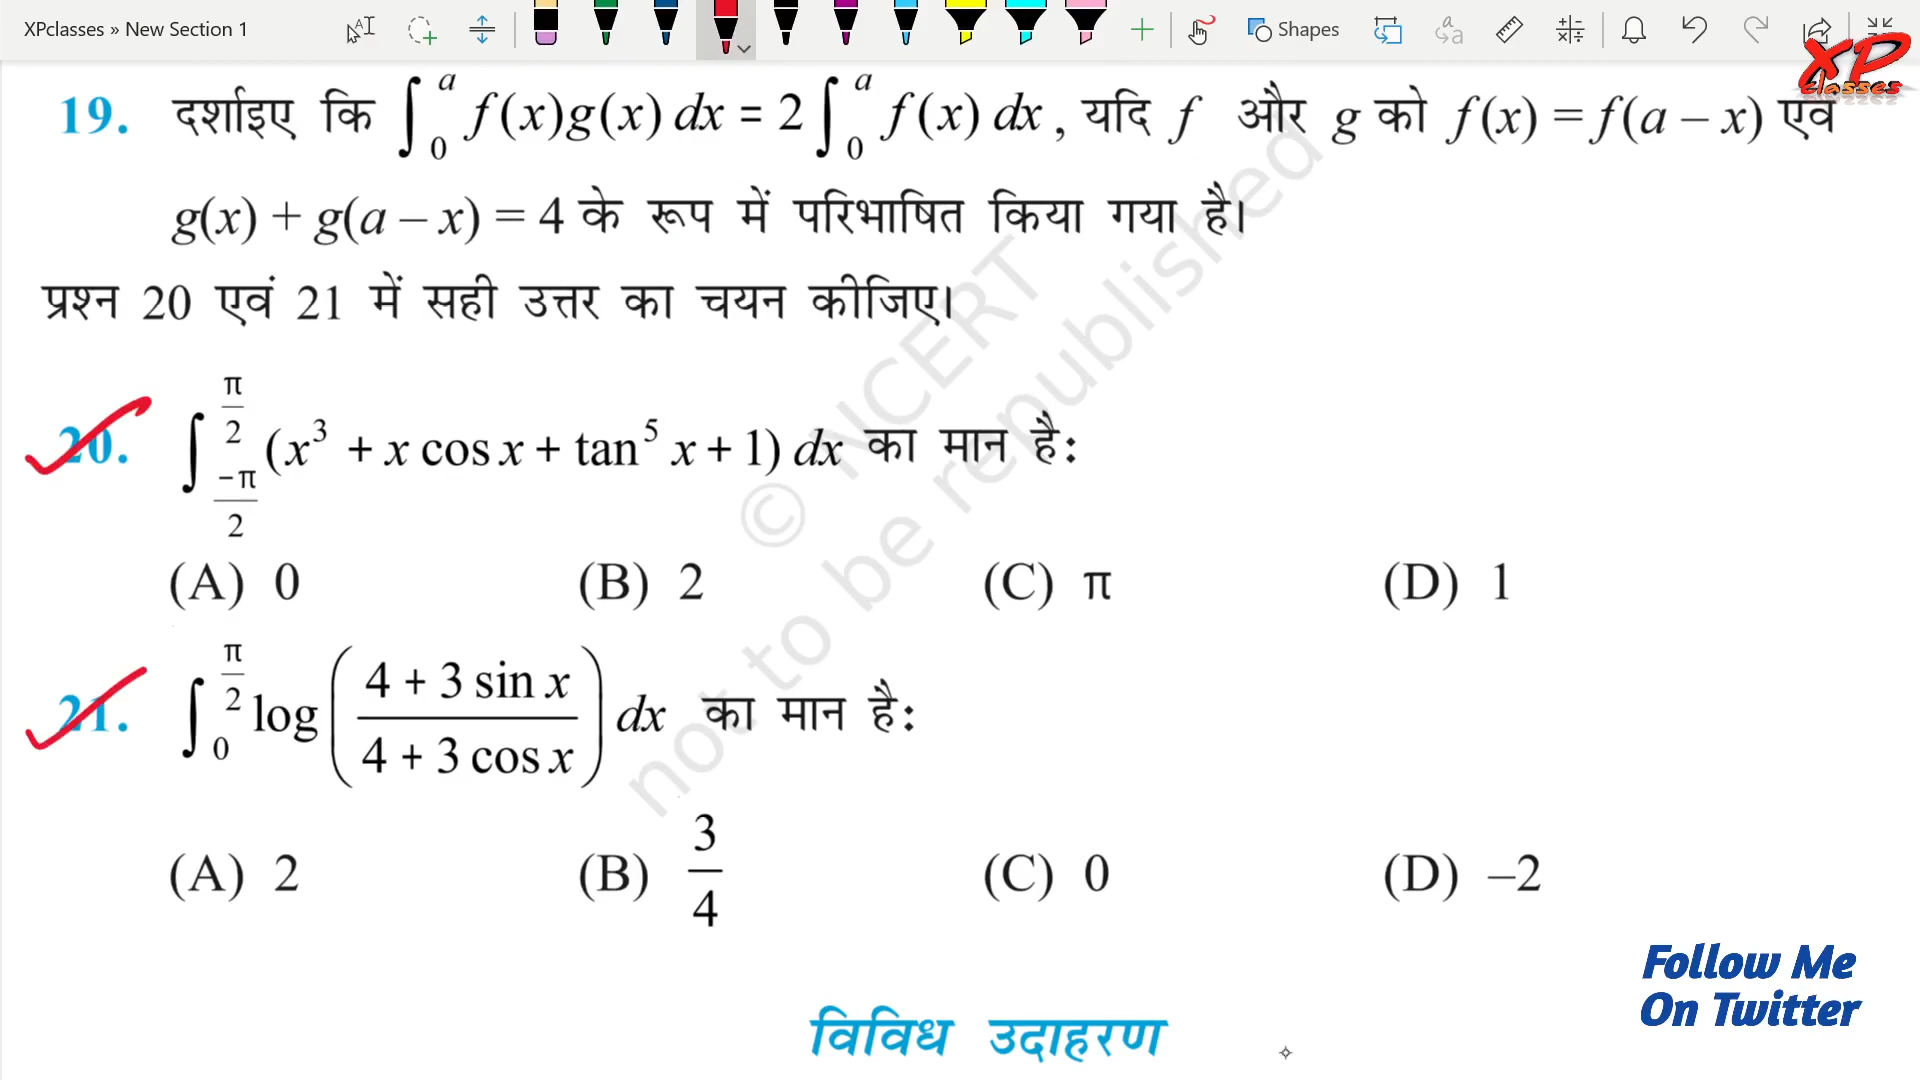 XPclasses » New Section 1
Shapes
XP
classes
19. दर्शाइए कि ∫₀ᵃ f(x)g(x) dx = 2∫₀ᵃ f(x) dx, यदि f और g को f(x) = f(a – x) एवं
g(x) + g(a – x) = 4 के रूप में परिभाषित किया गया है।
प्रश्न 20 एवं 21 में सही उत्तर का चयन कीजिए।
20. ∫_{-π/2}^{π/2} (x³ + x cos x + tan⁵ x + 1) dx का मान है:
(A) 0 (B) 2 (C) π (D) 1
21. ∫₀^{π/2} log((4 + 3 sin x)/(4 + 3 cos x)) dx का मान है:
(A) 2 (B) 3/4 (C) 0 (D) –2
© NCERT
not to be republished
Follow Me
On Twitter
विविध उदाहरण